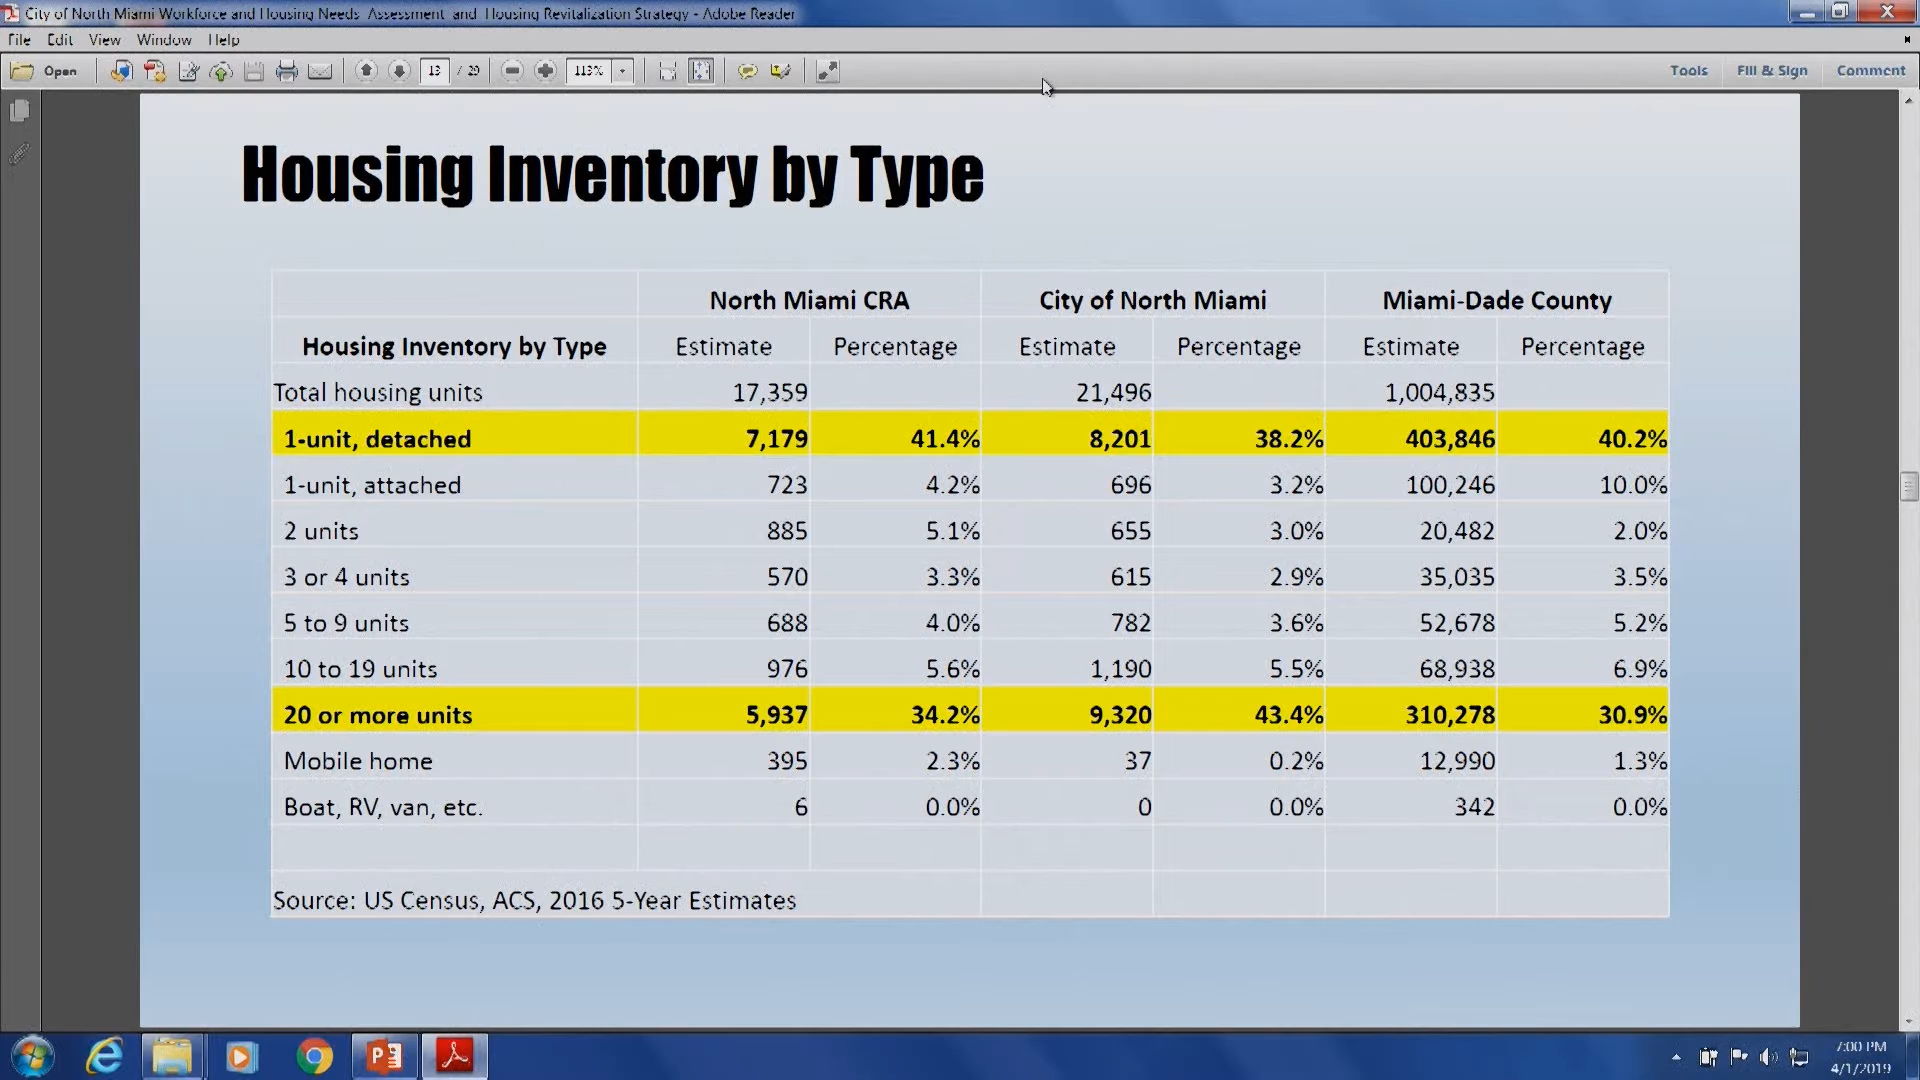 City of North Miami Workforce and Housing Needs Assessment and Housing Revitalization Strategy - Adobe Reader
File Edit View Window Help
Open 13 / 29 113% Tools Fill & Sign Comment
Housing Inventory by Type
North Miami CRA City of North Miami Miami-Dade County
Housing Inventory by Type Estimate Percentage Estimate Percentage Estimate Percentage
Total housing units 17,359 21,496 1,004,835
1-unit, detached 7,179 41.4% 8,201 38.2% 403,846 40.2%
1-unit, attached 723 4.2% 696 3.2% 100,246 10.0%
2 units 885 5.1% 655 3.0% 20,482 2.0%
3 or 4 units 570 3.3% 615 2.9% 35,035 3.5%
5 to 9 units 688 4.0% 782 3.6% 52,678 5.2%
10 to 19 units 976 5.6% 1,190 5.5% 68,938 6.9%
20 or more units 5,937 34.2% 9,320 43.4% 310,278 30.9%
Mobile home 395 2.3% 37 0.2% 12,990 1.3%
Boat, RV, van, etc. 6 0.0% 0 0.0% 342 0.0%
Source: US Census, ACS, 2016 5-Year Estimates
7:00 PM
4/1/2019